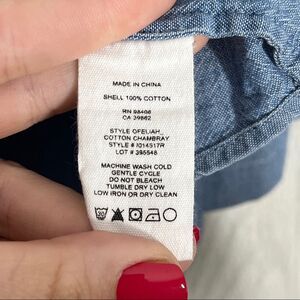 MADE IN CHINA
SHELL 100% COTTON
RN 98406
CA 39862
STYLE OFELIAH_
COTTON CHAMBRAY
STYLE # I014517R
LOT # 395548
MACHINE WASH COLD
GENTLE CYCLE
DO NOT BLEACH
TUMBLE DRY LOW
LOW IRON OR DRY CLEAN